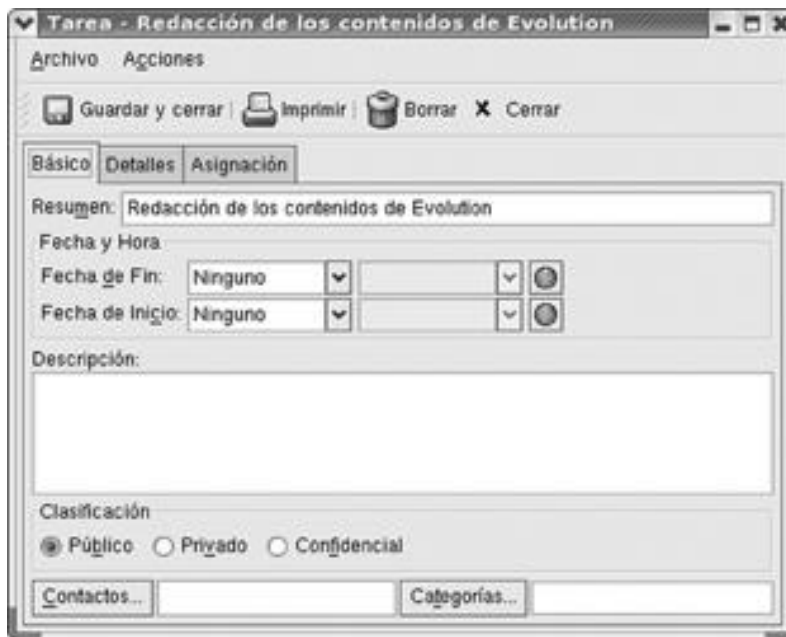 Tarea - Redacción de los contenidos de Evolution
Archivo Acciones
Guardar y cerrar Imprimir Borrar Cerrar
Básico Detalles Asignación
Resumen: Redacción de los contenidos de Evolution
Fecha y Hora
Fecha de Fin: Ninguno
Fecha de Inicio: Ninguno
Descripción:
Clasificación
Público Privado Confidencial
Contactos... Categorías...